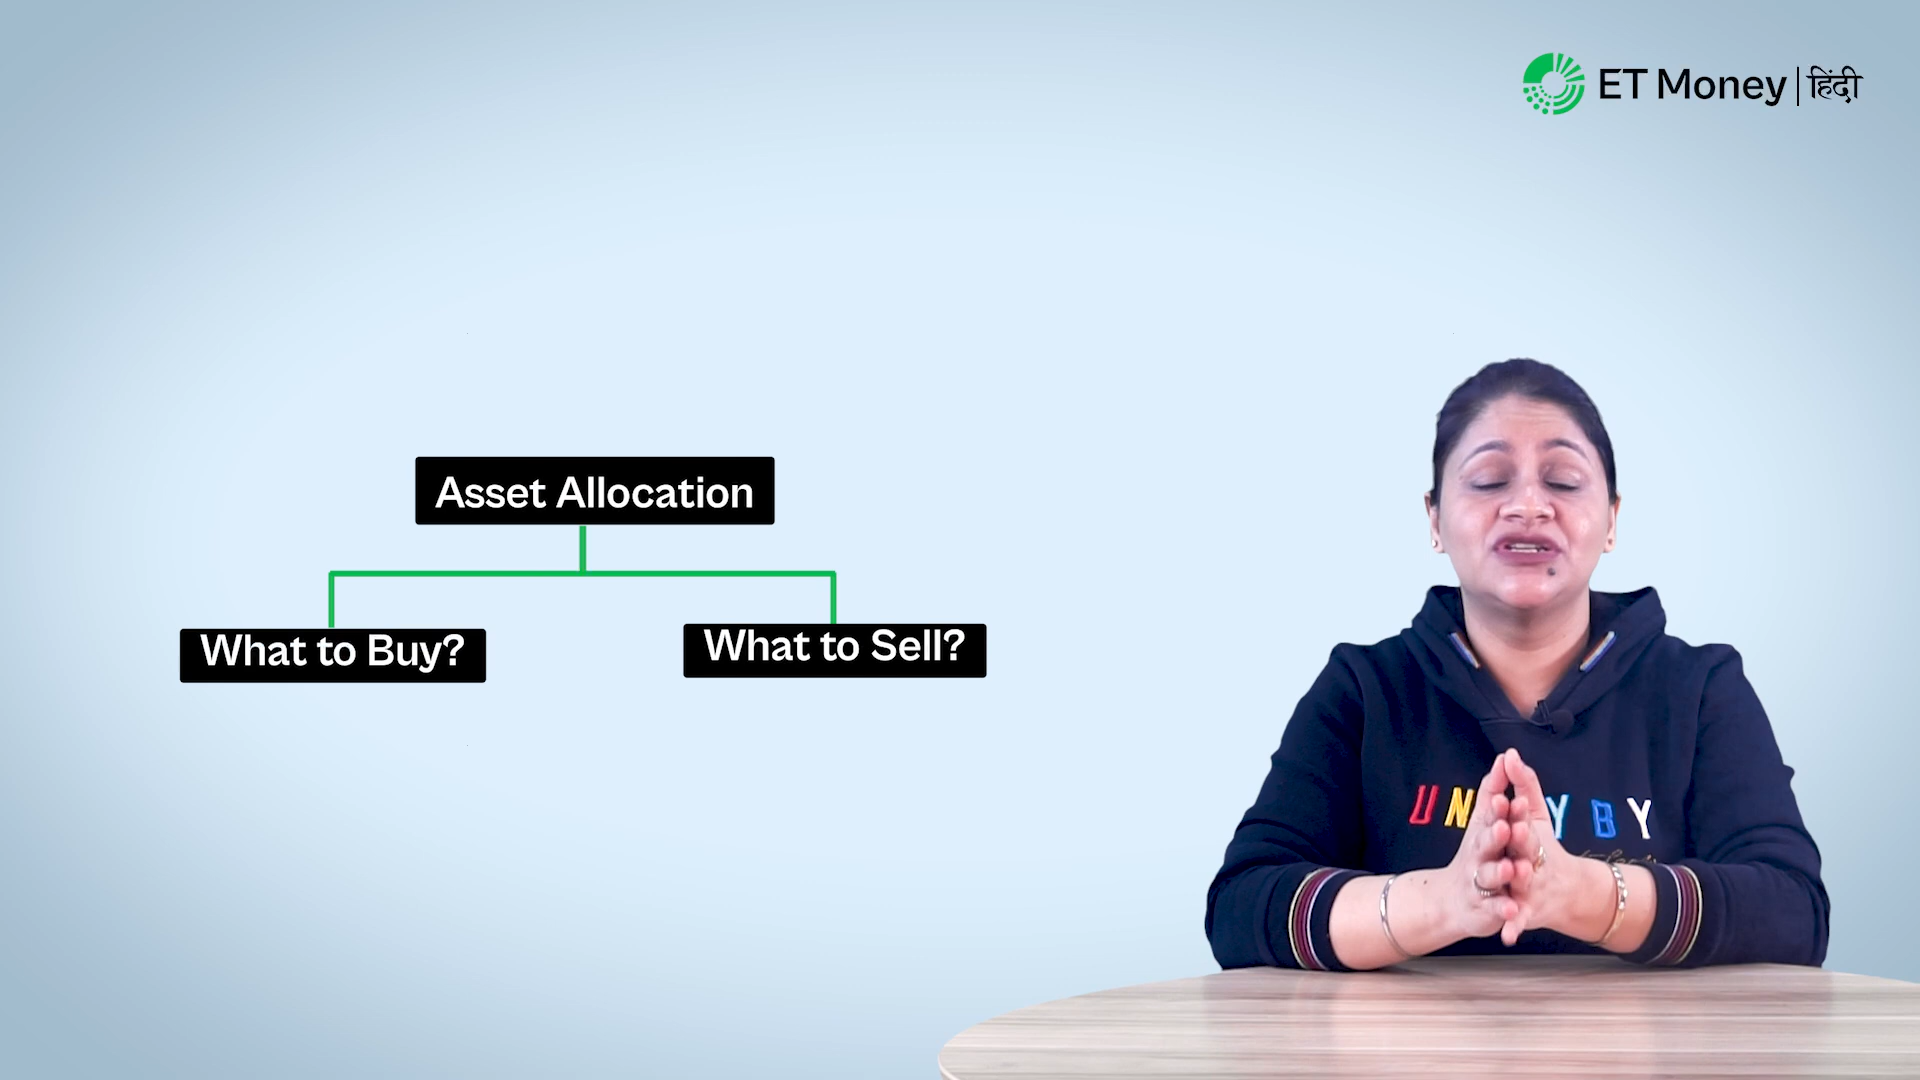 ET Money | हिंदी
Asset Allocation
What to Buy?
What to Sell?